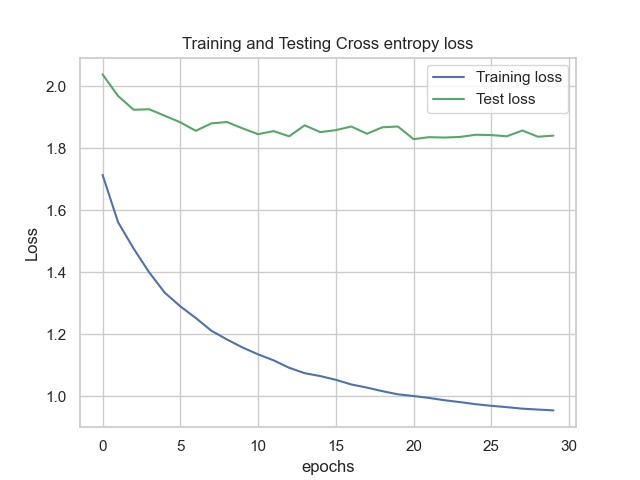 Training and Testing Cross entropy loss
Training loss
Test loss
2.0
1.8
1.6
1.4
1.2
1.0
Loss
0 5 10 15 20 25 30
epochs